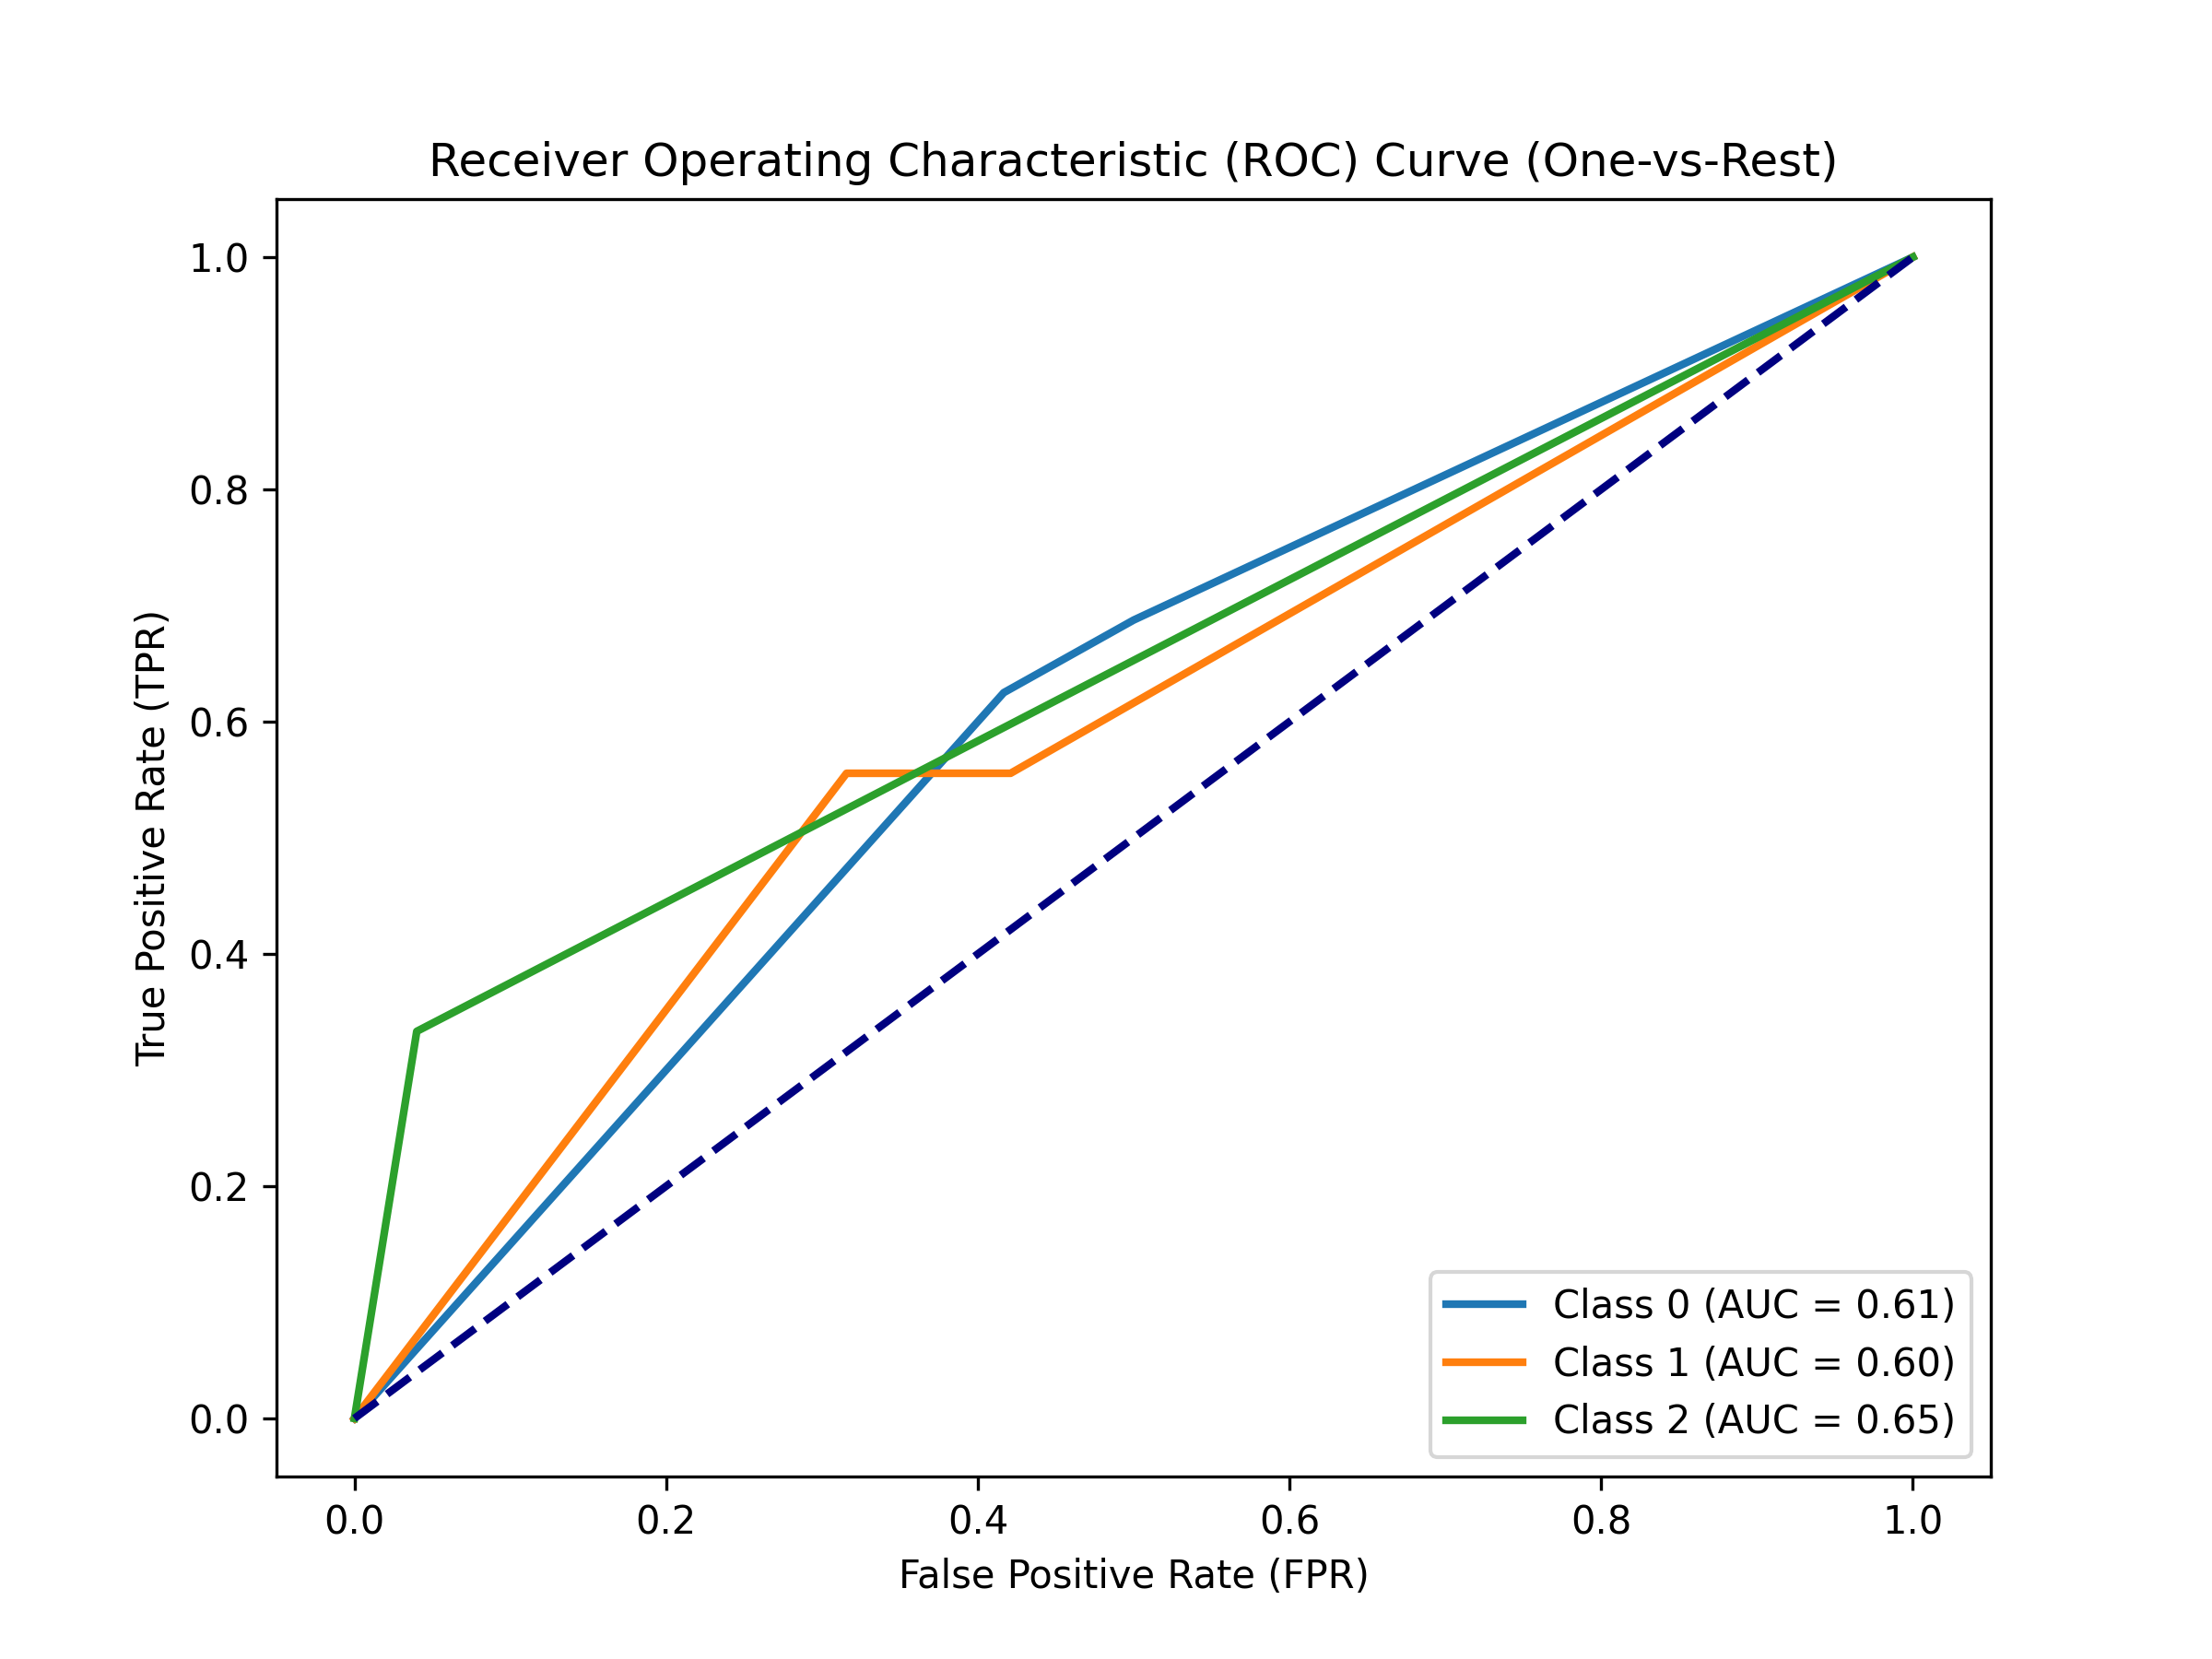 Receiver Operating Characteristic (ROC) Curve (One-vs-Rest)
True Positive Rate (TPR)
1.0
0.8
0.6
0.4
0.2
0.0
Class 0 (AUC = 0.61)
Class 1 (AUC = 0.60)
Class 2 (AUC = 0.65)
0.0 0.2 0.4 0.6 0.8 1.0
False Positive Rate (FPR)